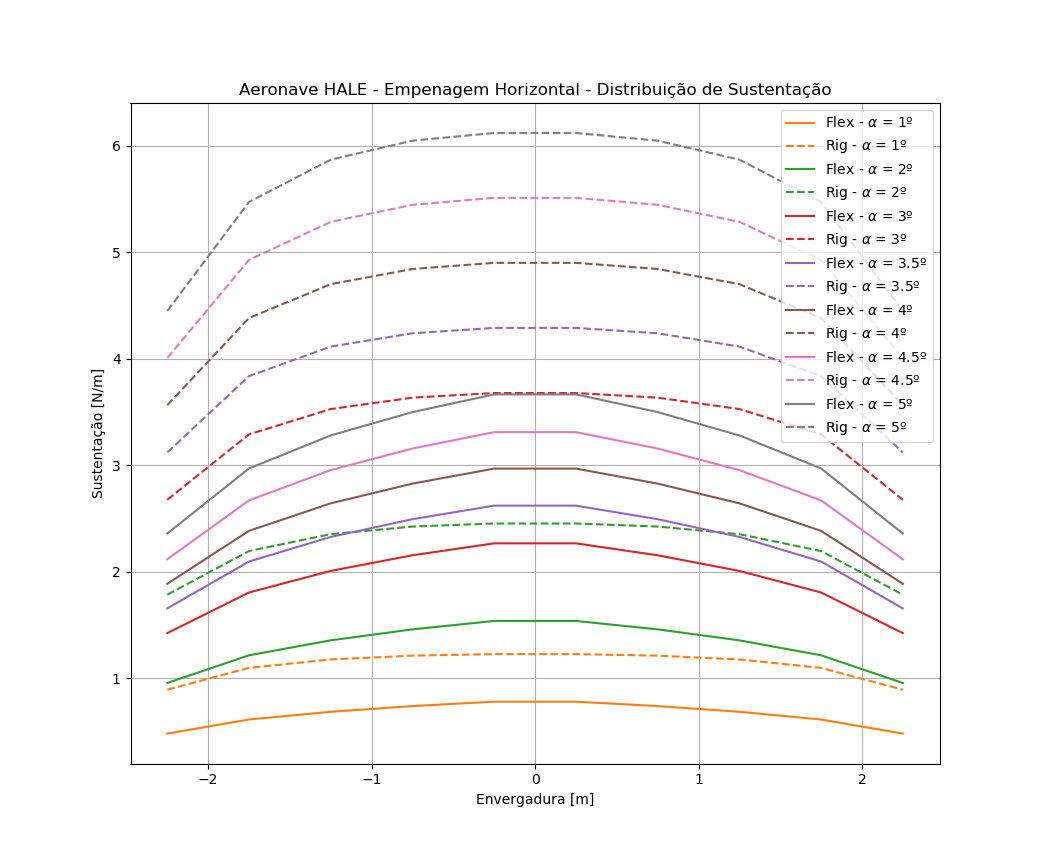 Aeronave HALE - Empenagem Horizontal - Distribuição de Sustentação
Flex - α = 1º
Rig - α = 1º
Flex - α = 2º
Rig - α = 2º
Flex - α = 3º
Rig - α = 3º
Flex - α = 3.5º
Rig - α = 3.5º
Flex - α = 4º
Rig - α = 4º
Flex - α = 4.5º
Rig - α = 4.5º
Flex - α = 5º
Rig - α = 5º
Sustentação [N/m]
6
5
4
3
2
1
−2
−1
0
1
2
Envergadura [m]